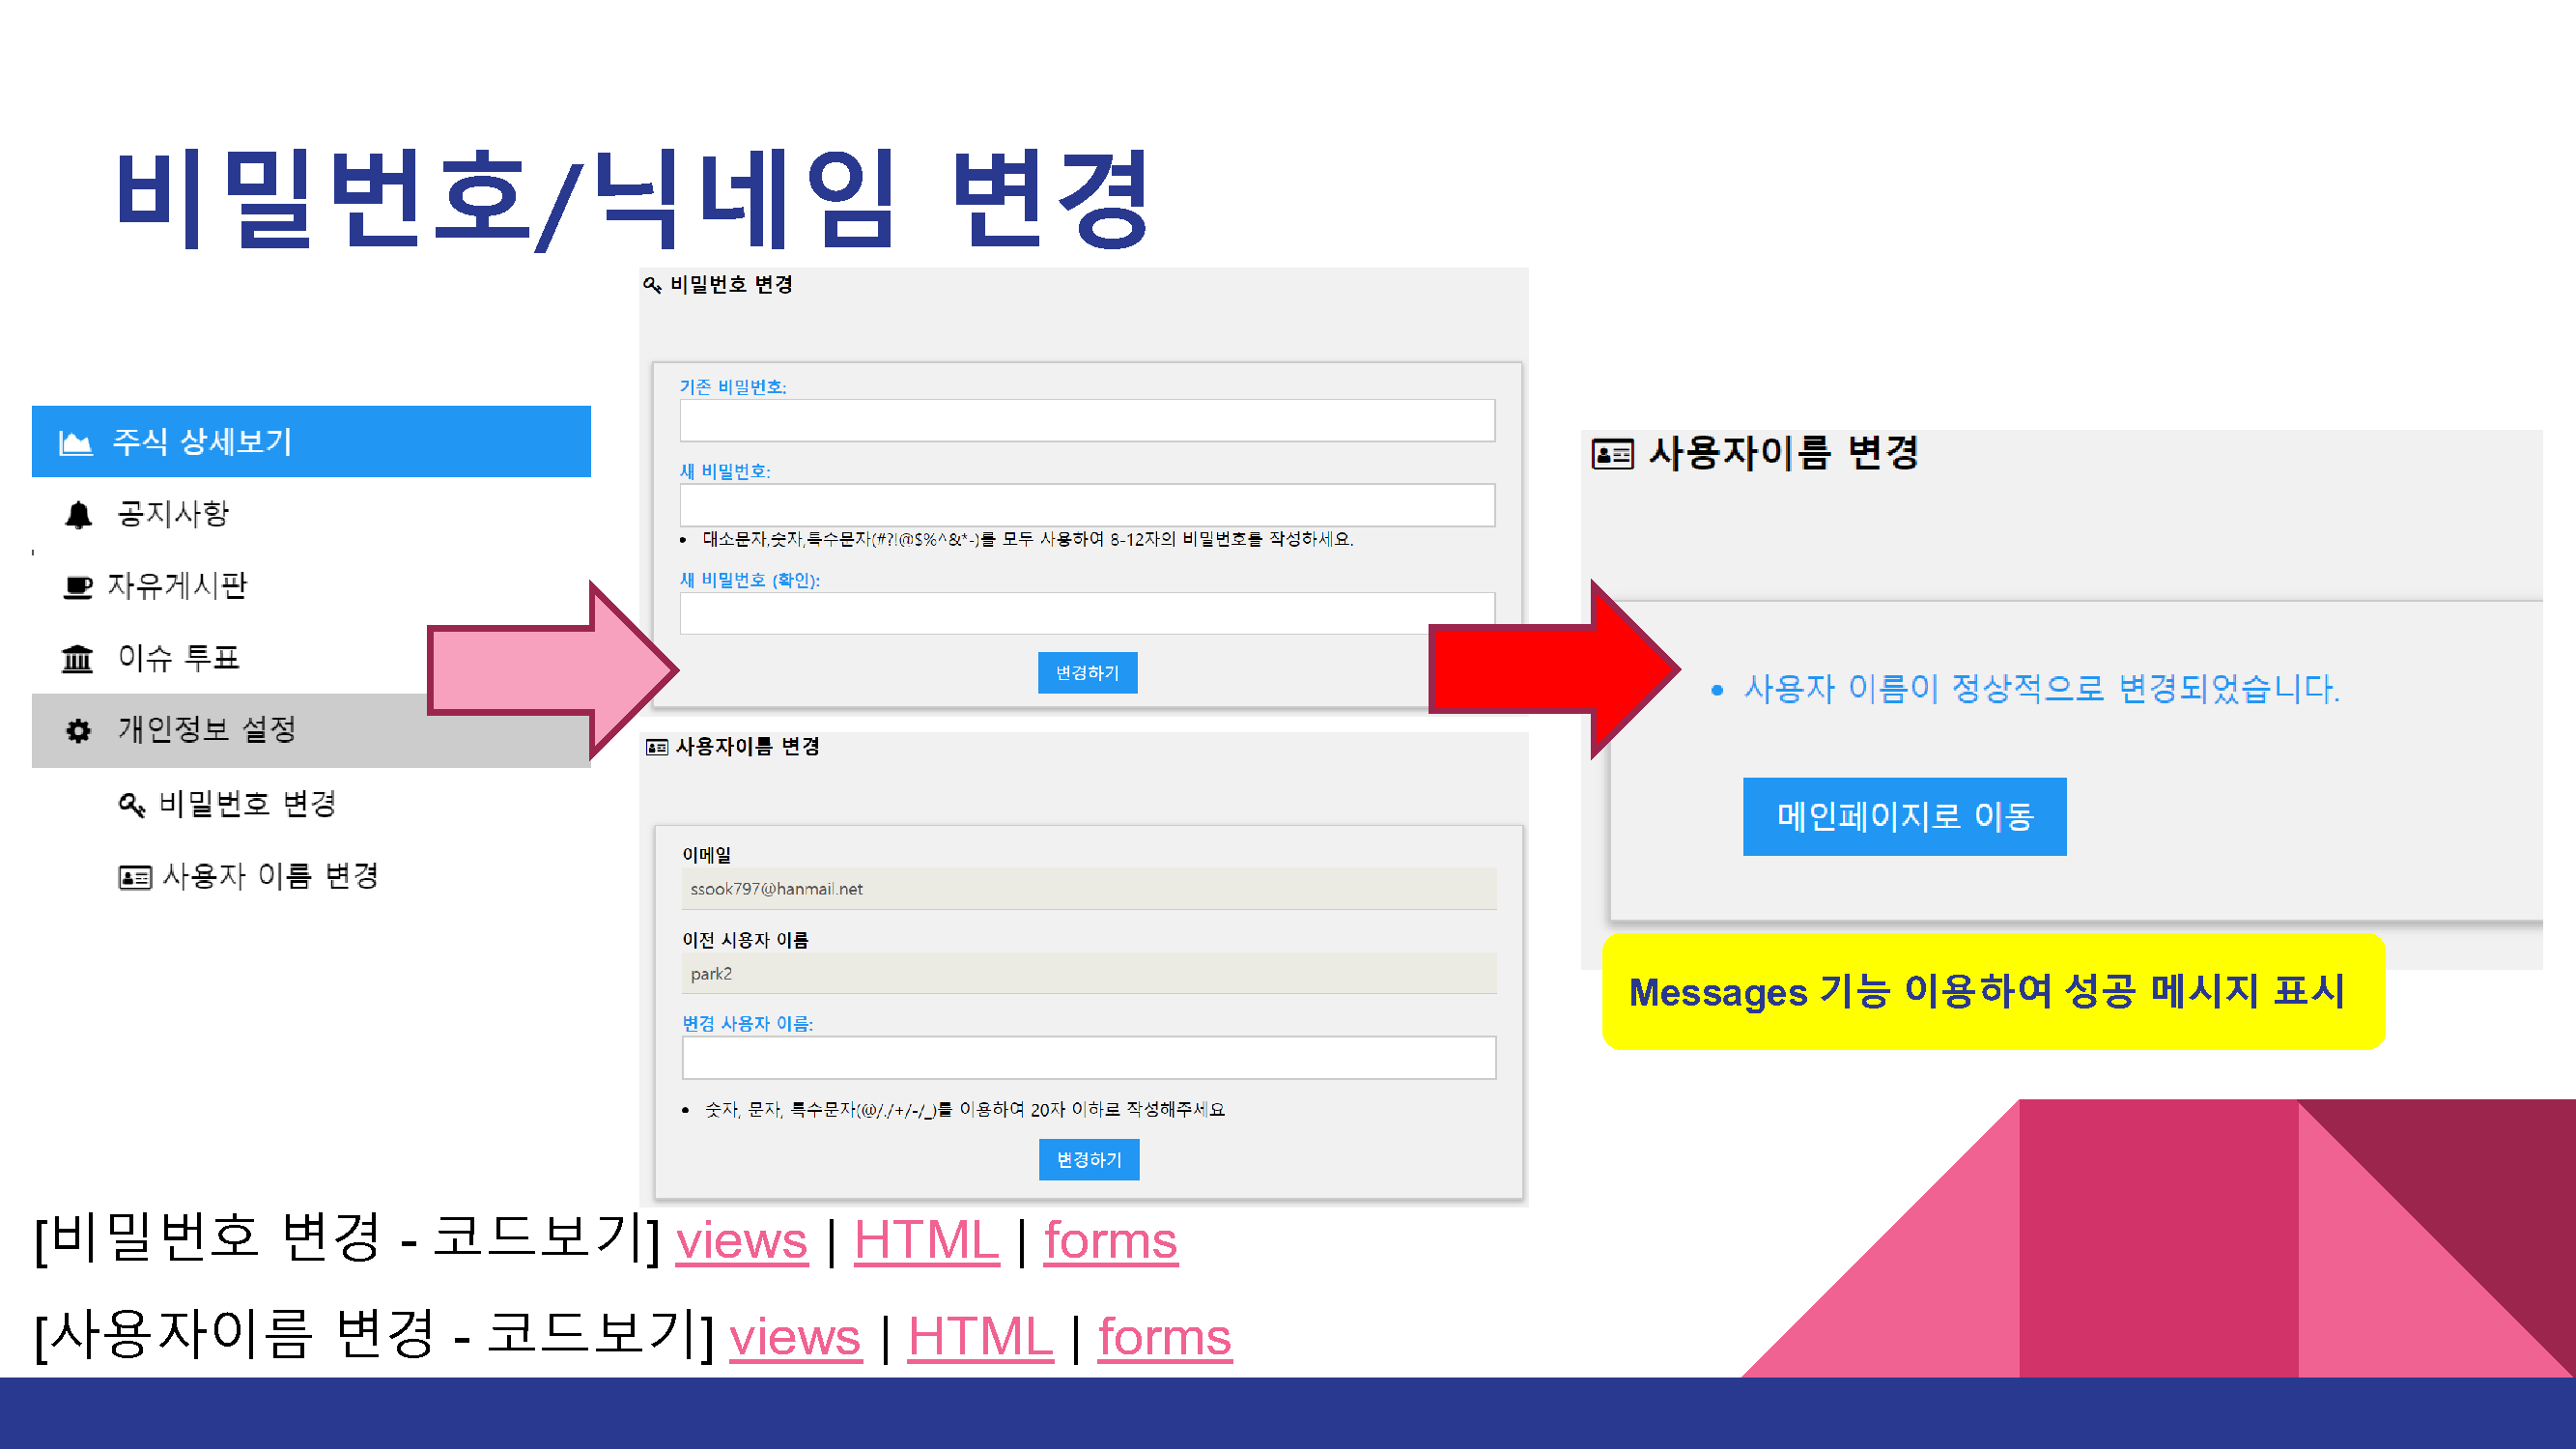 비밀번호/닉네임 변경
주식 상세보기
공지사항
자유게시판
이슈 투표
개인정보 설정
비밀번호 변경
사용자 이름 변경
비밀번호 변경
기존 비밀번호:
새 비밀번호:
대소문자,숫자,특수문자(#?!@$%^&*-)를 모두 사용하여 8-12자의 비밀번호를 작성하세요.
새 비밀번호 (확인):
변경하기
사용자이름 변경
이메일
ssook797@hanmail.net
이전 사용자 이름
park2
변경 사용자 이름:
숫자, 문자, 특수문자(@/./+/-/_)를 이용하여 20자 이하로 작성해주세요
변경하기
사용자이름 변경
사용자 이름이 정상적으로 변경되었습니다.
메인페이지로 이동
Messages 기능 이용하여 성공 메시지 표시
[비밀번호 변경 - 코드보기] views | HTML | forms
[사용자이름 변경 - 코드보기] views | HTML | forms